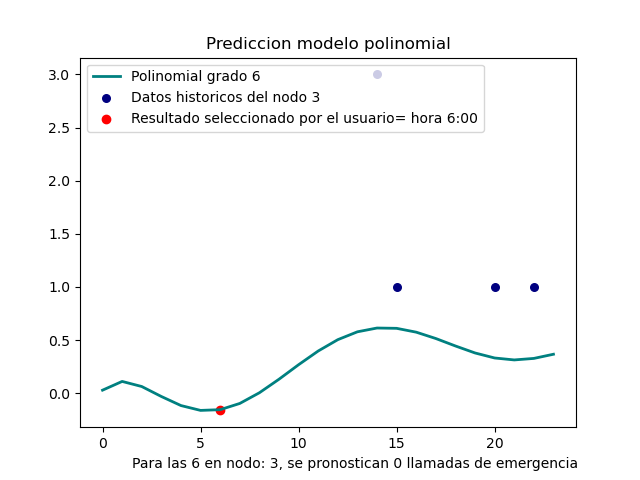 Prediccion modelo polinomial
Polinomial grado 6
Datos historicos del nodo 3
Resultado seleccionado por el usuario= hora 6:00
3.0
2.5
2.0
1.5
1.0
0.5
0.0
0 5 10 15 20
Para las 6 en nodo: 3, se pronostican 0 llamadas de emergencia